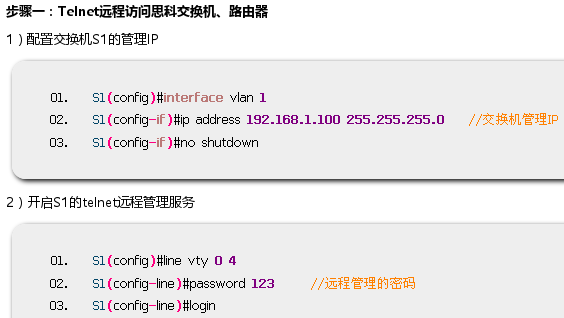 步骤一：Telnet远程访问思科交换机、路由器
1）配置交换机S1的管理IP
01. S1(config)#interface vlan 1
02. S1(config-if)#ip address 192.168.1.100 255.255.255.0 //交换机管理IP
03. S1(config-if)#no shutdown
2）开启S1的telnet远程管理服务
01. S1(config)#line vty 0 4
02. S1(config-line)#password 123 //远程管理的密码
03. S1(config-line)#login